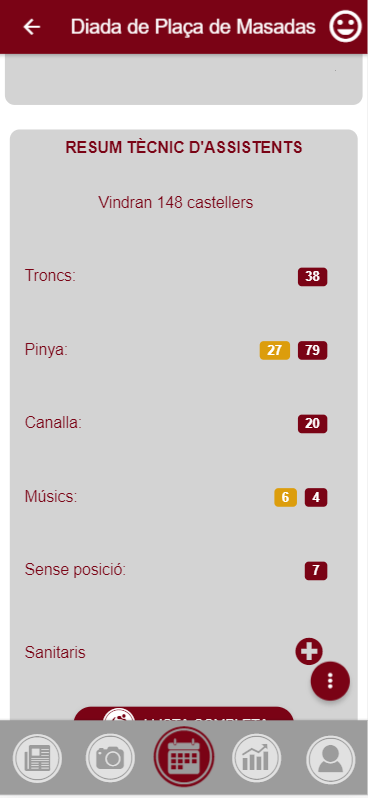 Diada de Plaça de Masadas
RESUM TÈCNIC D'ASSISTENTS
Vindran 148 castellers
Troncs: 38
Pinya: 27 79
Canalla: 20
Músics: 6 4
Sense posició: 7
Sanitaris